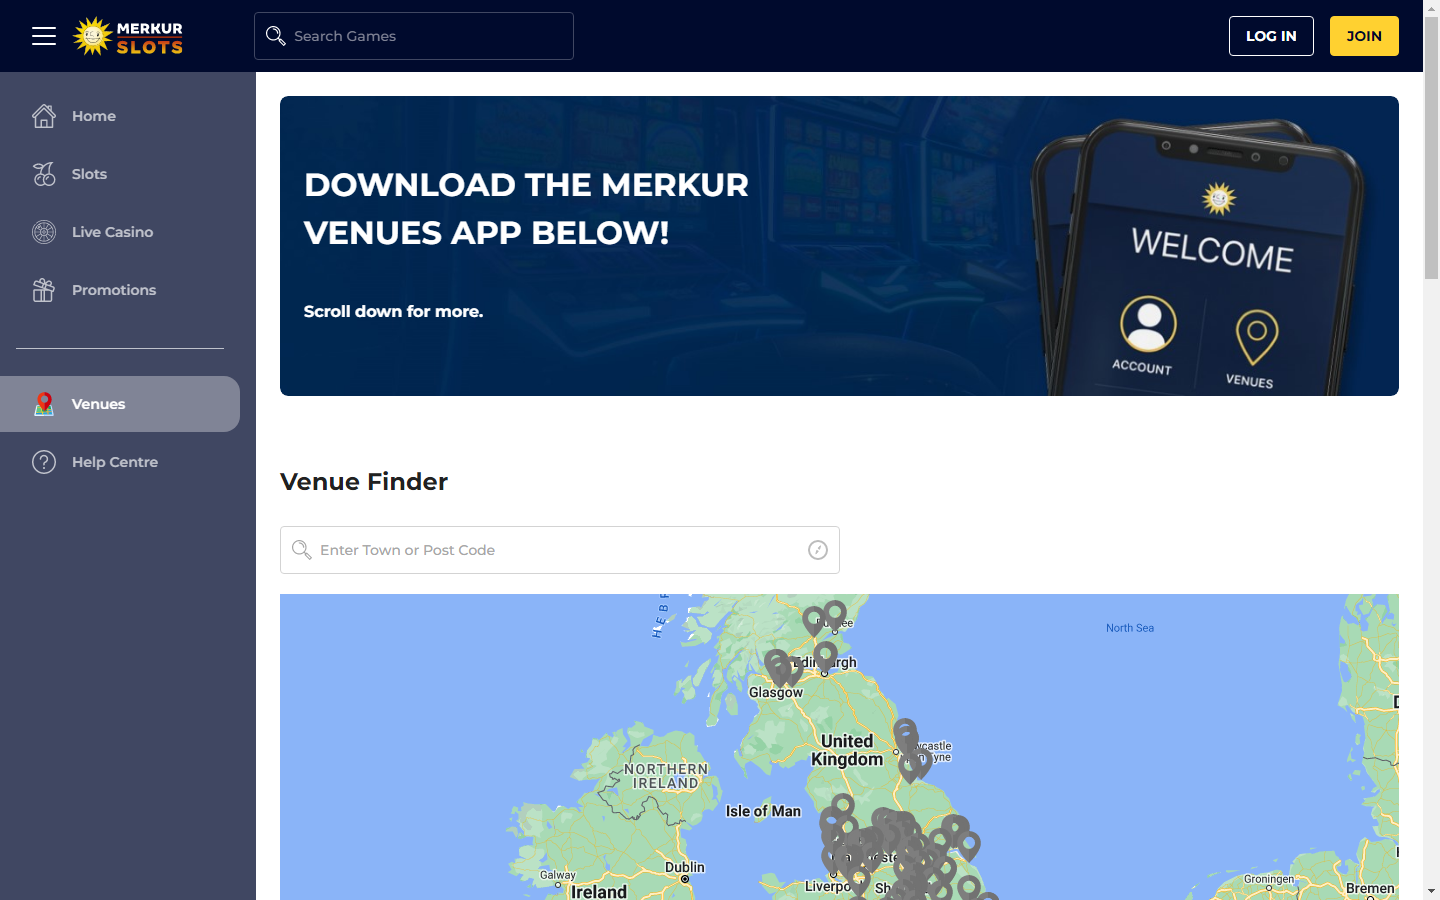 MERKUR
SLOTS
Search Games
LOG IN
JOIN
Home
Slots
Live Casino
Promotions
Venues
Help Centre
DOWNLOAD THE MERKUR
VENUES APP BELOW!
Scroll down for more.
WELCOME
ACCOUNT
VENUES
Venue Finder
Enter Town or Post Code
North Sea
Glasgow
United
Kingdom
NORTHERN
IRELAND
Isle of Man
Dublin
Galway
Ireland
Groningen
Bremen